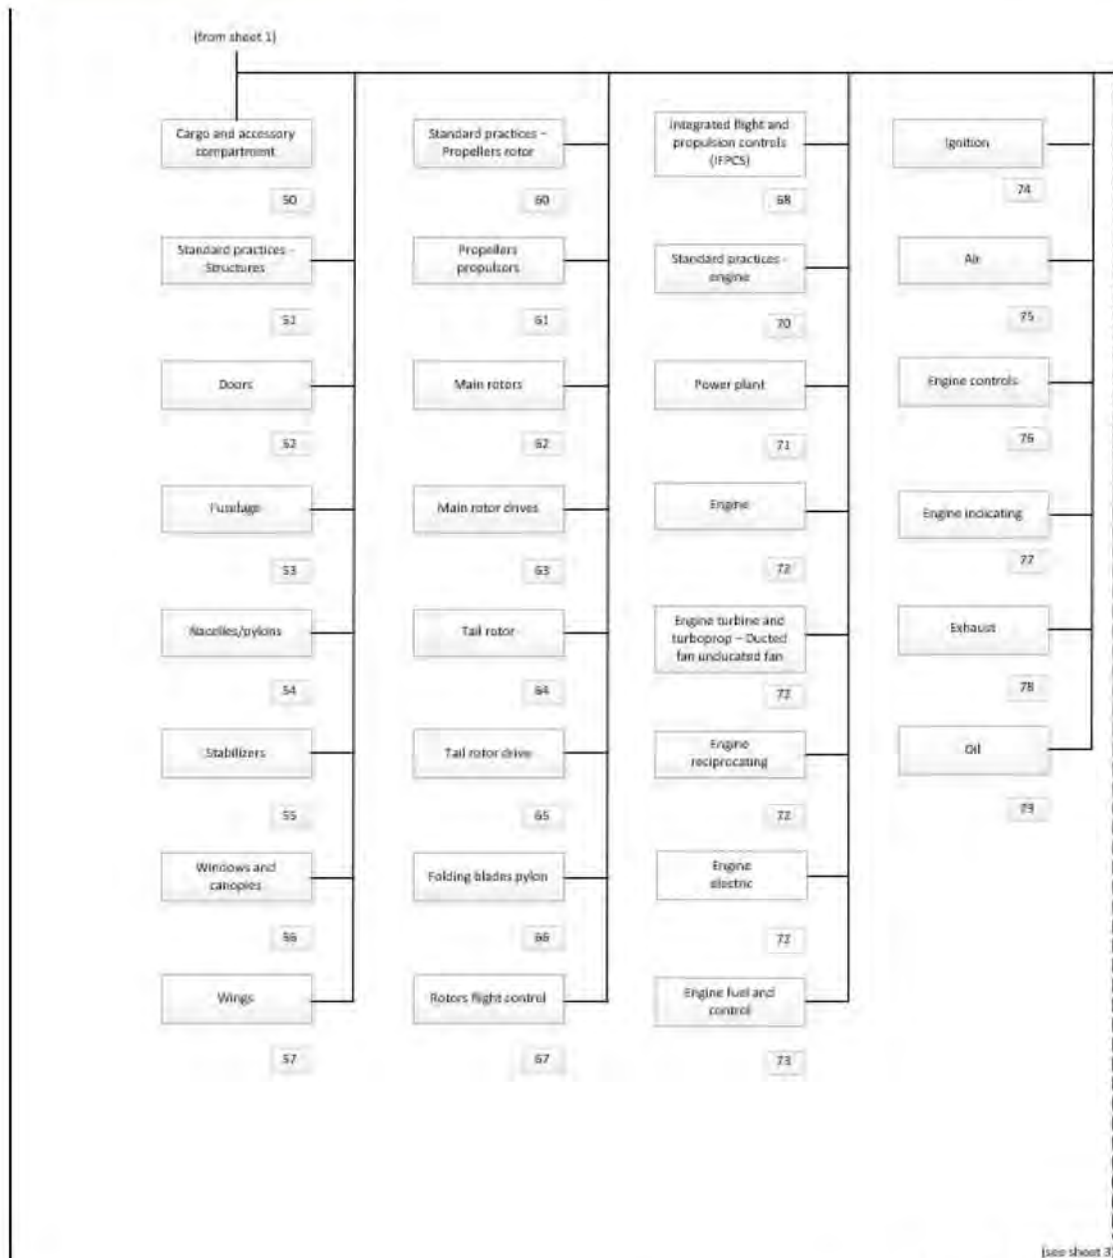 (from sheet 1)
Cargo and accessory
compartment
50
Standard practices -
Structures
51
Doors
52
Fuselage
53
Nacelles/pylons
54
Stabilizers
55
Windows and
canopies
56
Wings
57
Standard practices –
Propellers rotor
60
Propellers
propulsors
61
Main rotors
62
Main rotor drives
63
Tail rotor
64
Tail rotor drive
65
Folding blades pylon
66
Rotors flight control
67
Integrated flight and
propulsion controls
(IFPCS)
68
Standard practices -
engine
70
Power plant
71
Engine
72
Engine turbine and
turboprop – Ducted
fan unducated fan
72
Engine
reciprocating
72
Engine
electric
72
Engine fuel and
control
73
Ignition
74
Air
75
Engine controls
76
Engine indicating
77
Exhaust
78
Oil
79
(see sheet 3